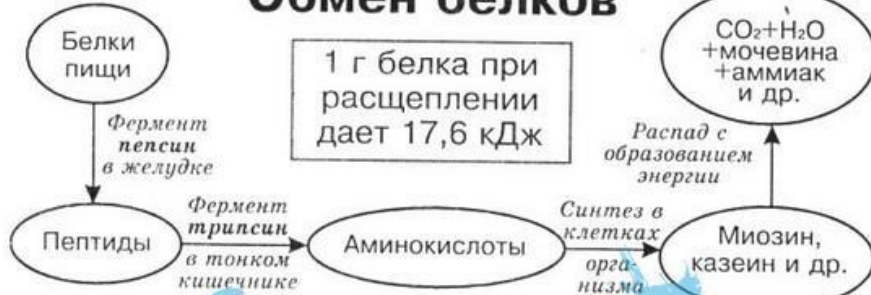 Обмен белков
Белки
пищи
1 г белка при
расщеплении
дает 17,6 кДж
CO₂+H₂O
+мочевина
+аммиак
и др.
Фермент
пепсин
в желудке
Распад с
образованием
энергии
Пептиды
Фермент
трипсин
в тонком
кишечнике
Аминокислоты
Синтез в
клетках
орга-
низма
Миозин,
казеин и др.